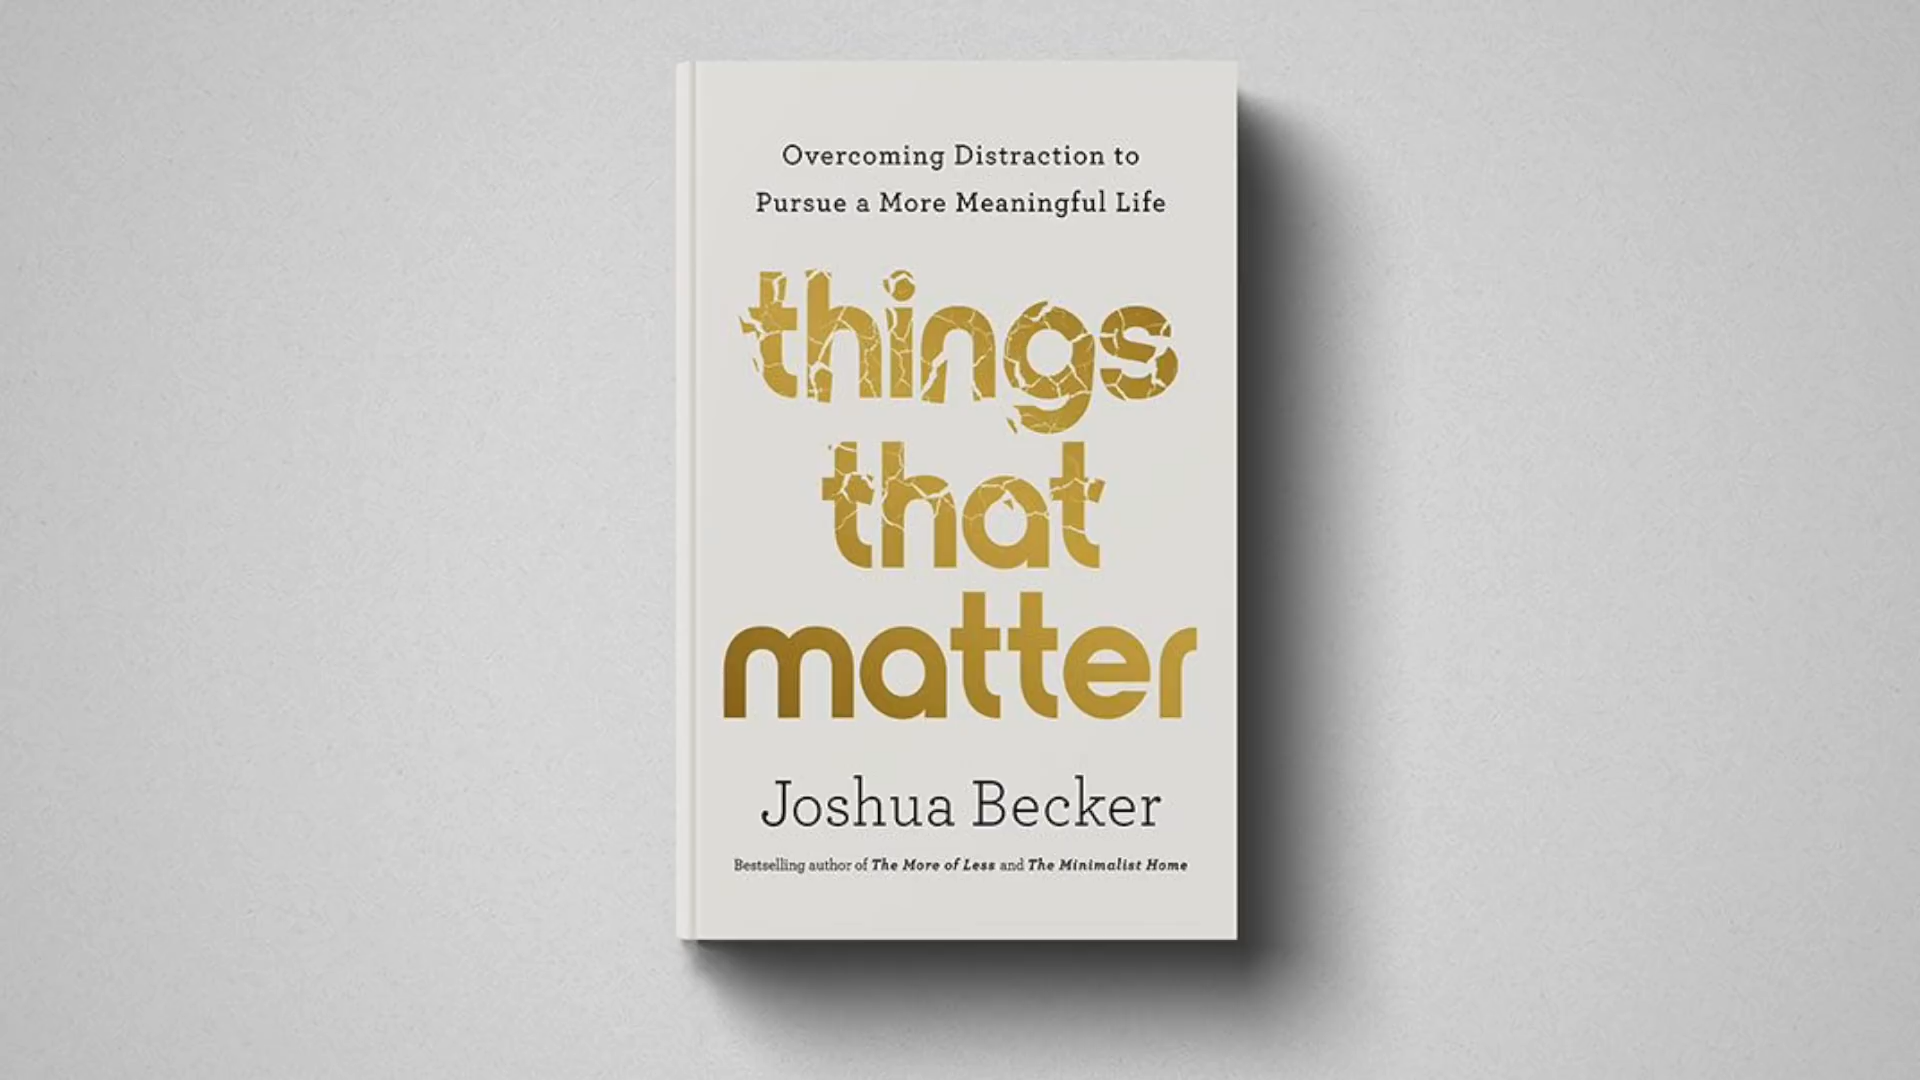 Overcoming Distraction to
Pursue a More Meaningful Life
things
that
matter
Joshua Becker
Bestselling author of The More of Less and The Minimalist Home